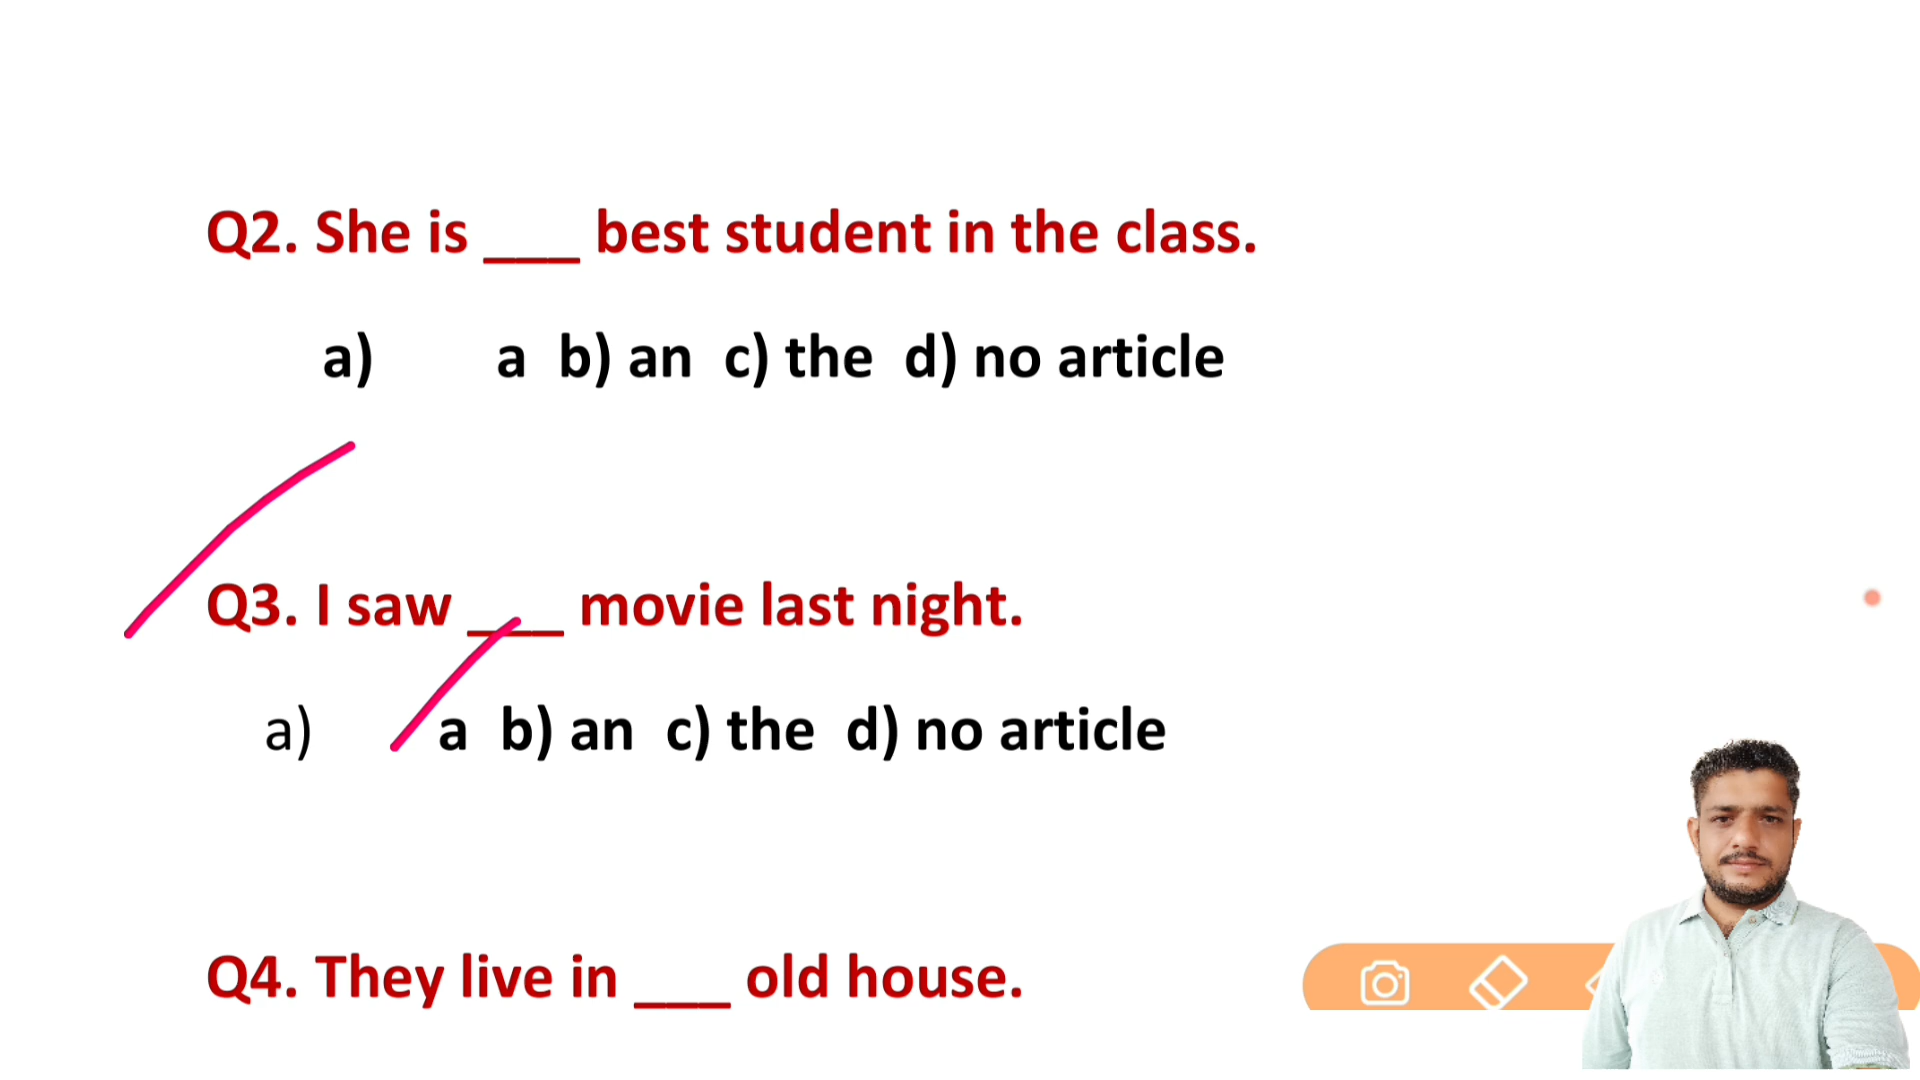 Q2. She is ___ best student in the class.
a) a b) an c) the d) no article
Q3. I saw ___ movie last night.
a) a b) an c) the d) no article
Q4. They live in ___ old house.